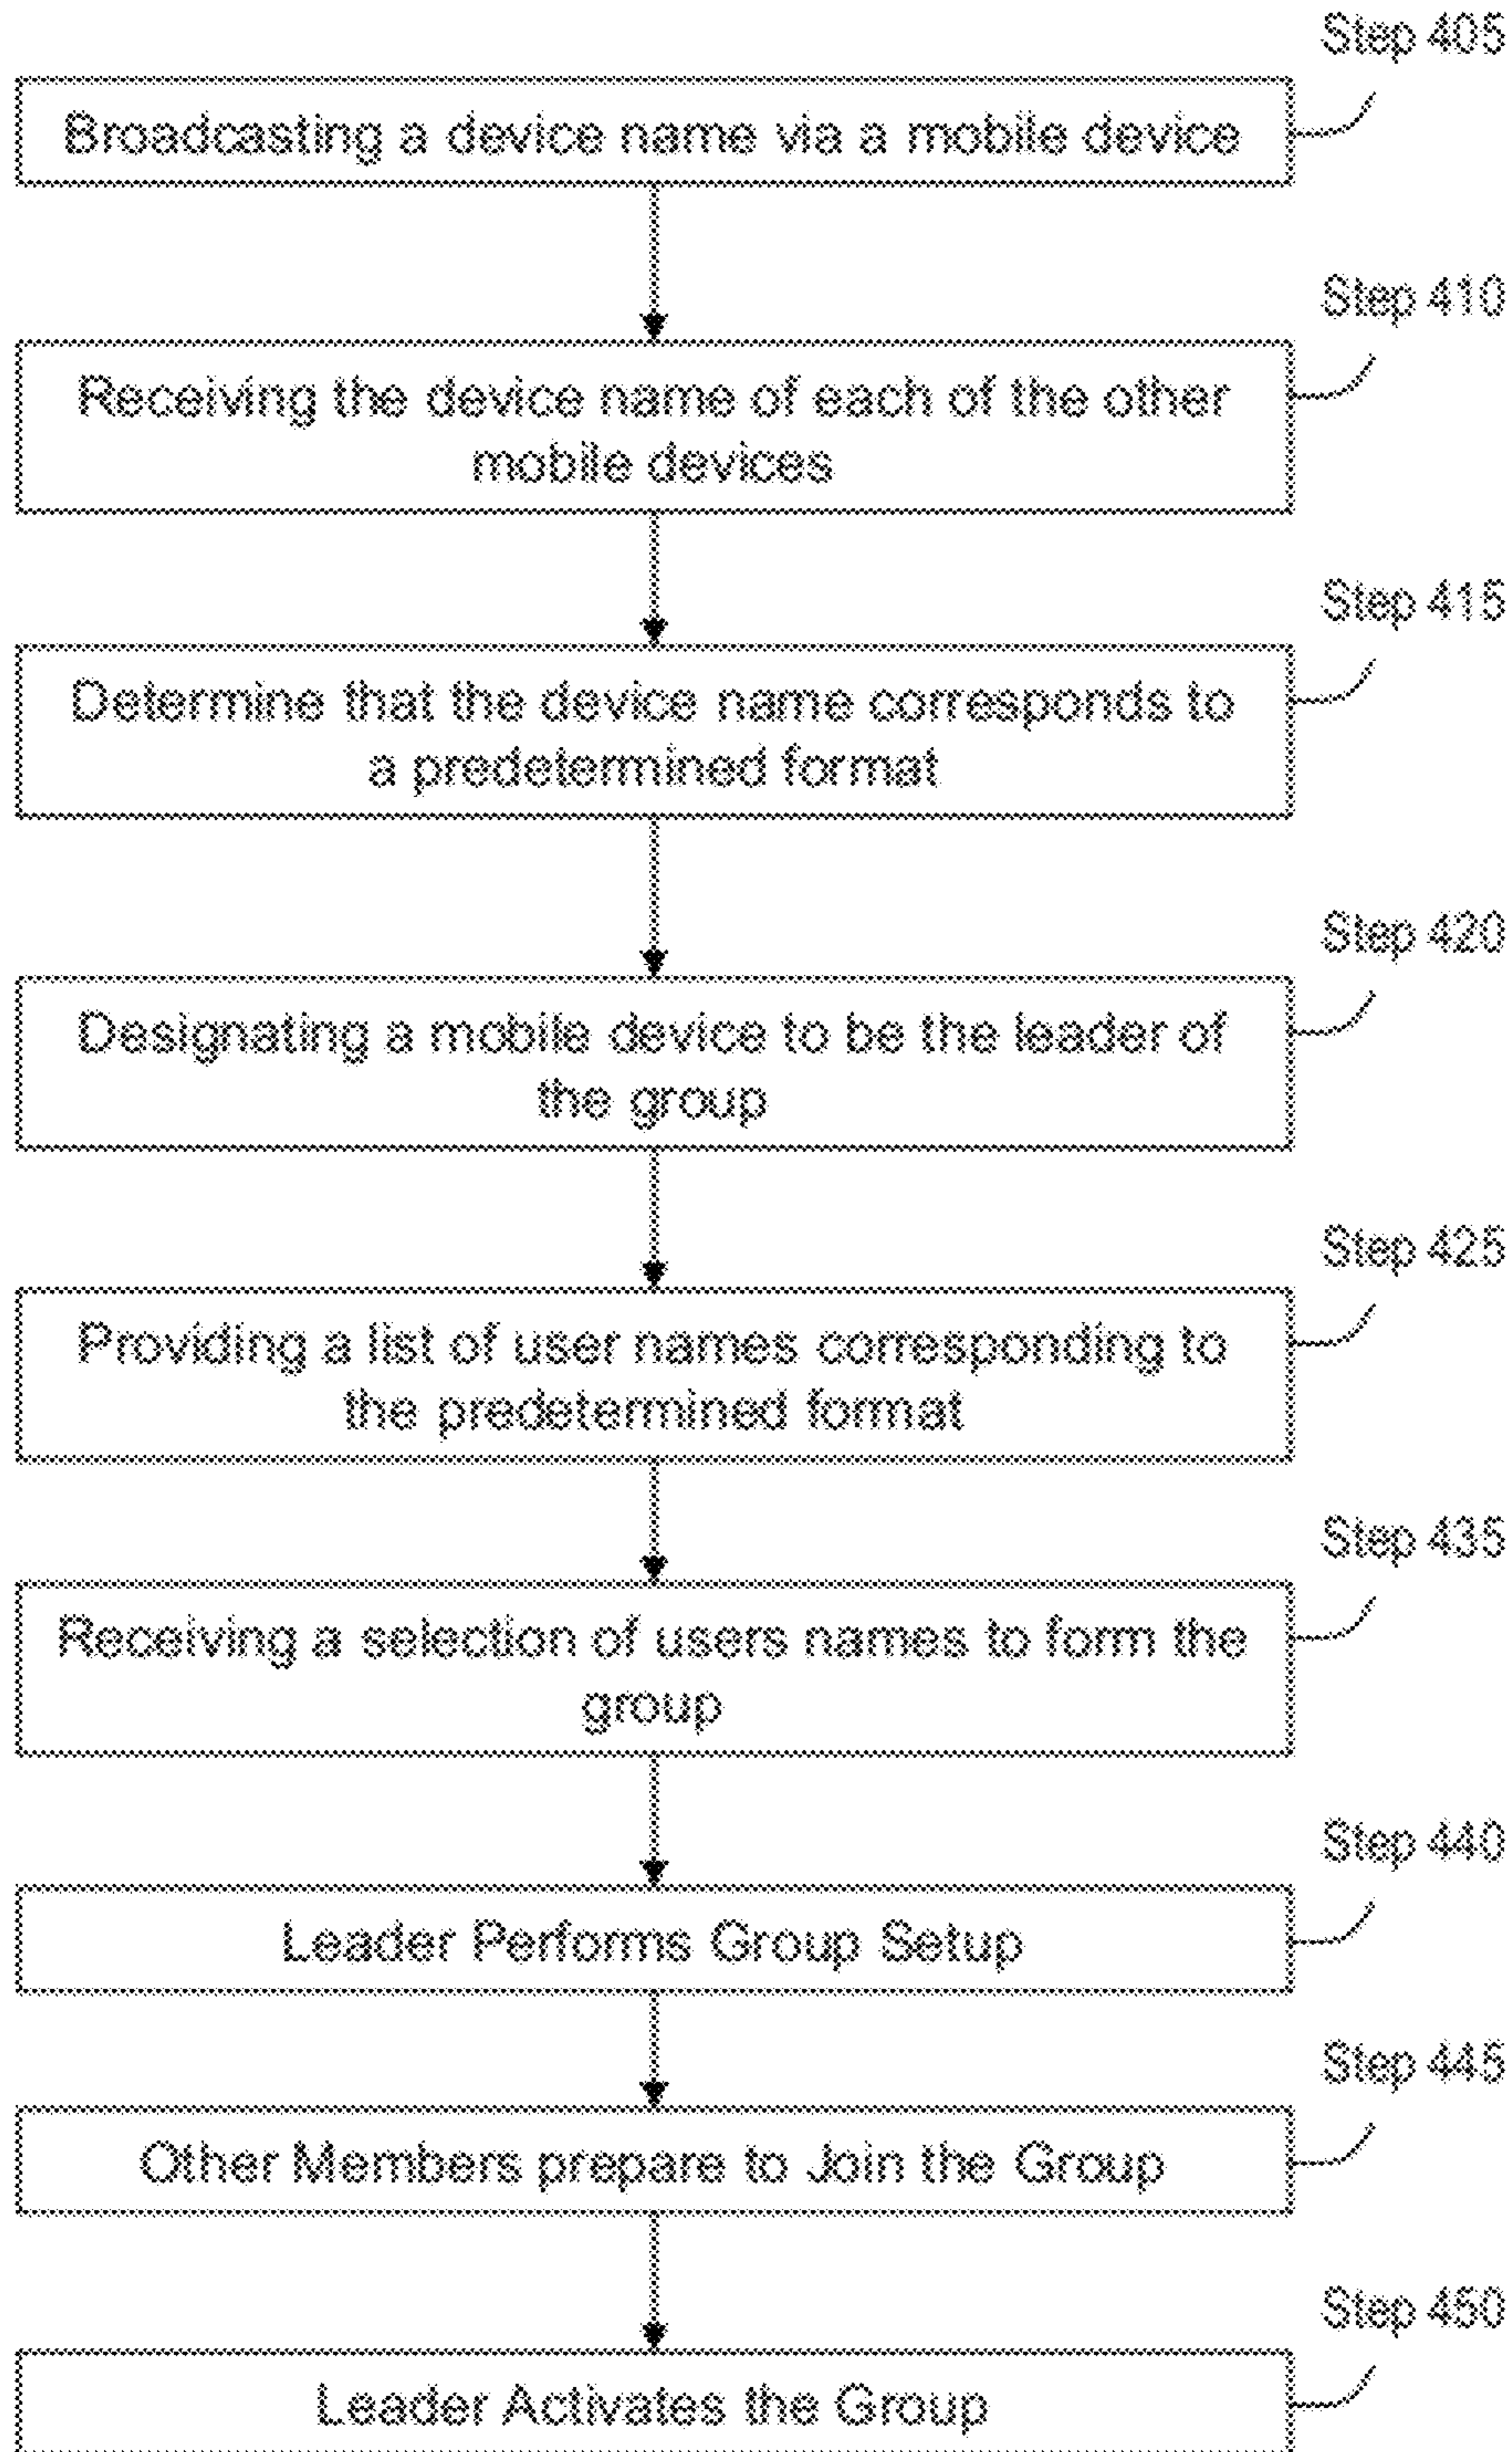 Step 405
Broadcasting a device name via a mobile device
Step 410
Receiving the device name of each of the other
mobile devices
Step 415
Determine that the device name corresponds to
a predetermined format
Step 420
Designating a mobile device to be the leader of
the group
Step 425
Providing a list of user names corresponding to
the predetermined format
Step 435
Receiving a selection of users names to form the
group
Step 440
Leader Performs Group Setup
Step 445
Other Members prepare to Join the Group
Step 450
Leader Activates the Group